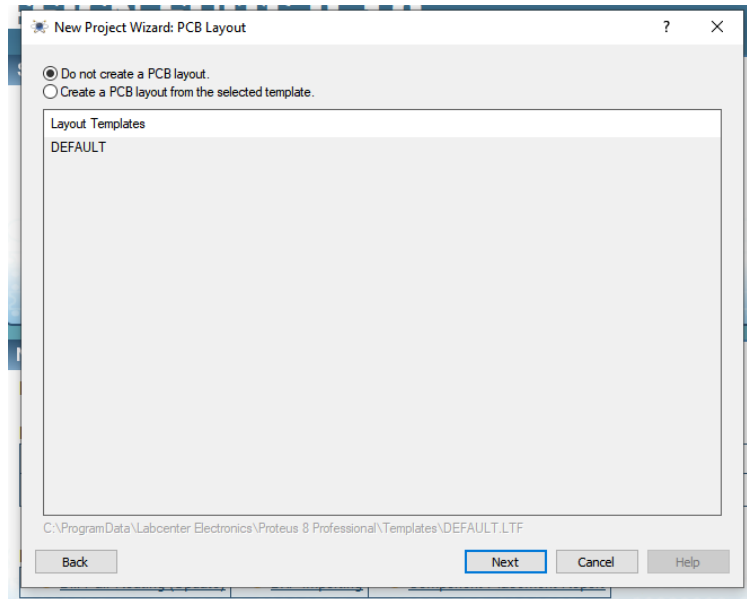 New Project Wizard: PCB Layout
Do not create a PCB layout.
Create a PCB layout from the selected template.
Layout Templates
DEFAULT
C:\ProgramData\Labcenter Electronics\Proteus 8 Professional\Templates\DEFAULT.LTF
Back Next Cancel Help